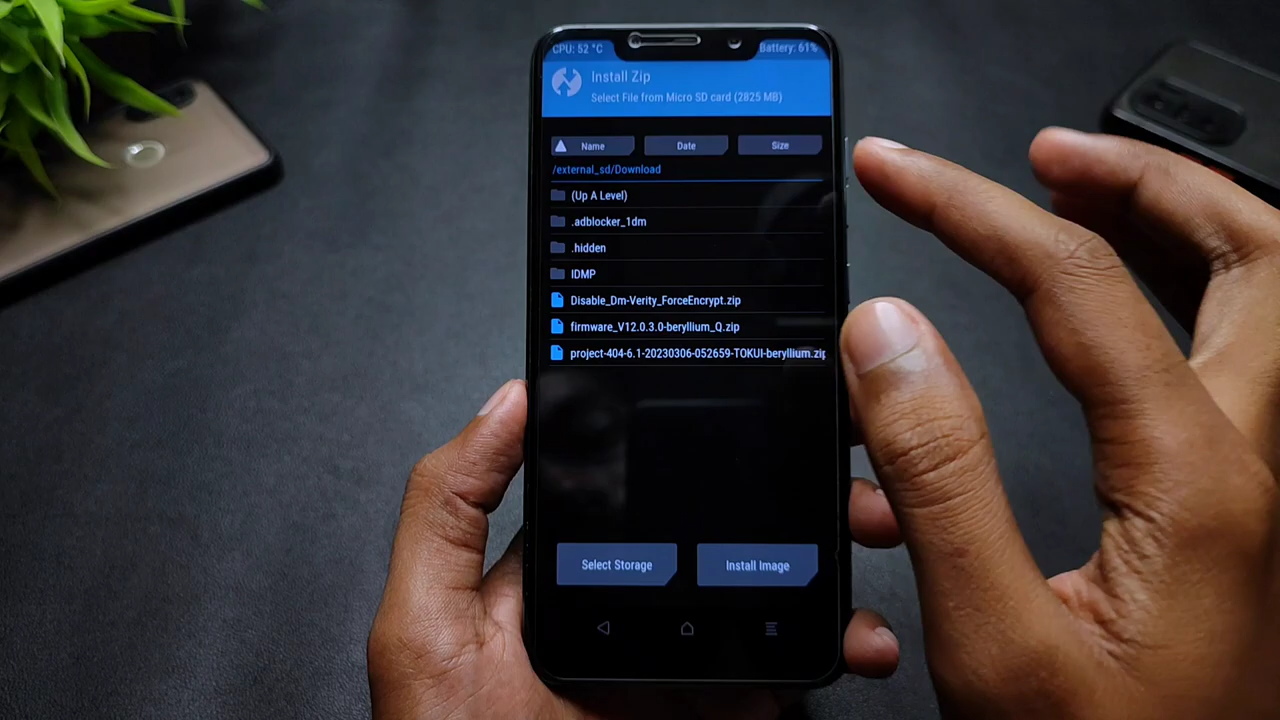 CPU: 52 °C Battery: 61%
Install Zip
Select File from Micro SD card (2825 MB)
Name Date Size
/external_sd/Download
(Up A Level)
.adblocker_1dm
.hidden
IDMP
Disable_Dm-Verity_ForceEncrypt.zip
firmware_V12.0.3.0-beryllium_Q.zip
project-404-6.1-20230306-052659-TOKUI-beryllium.zip
Select Storage Install Image